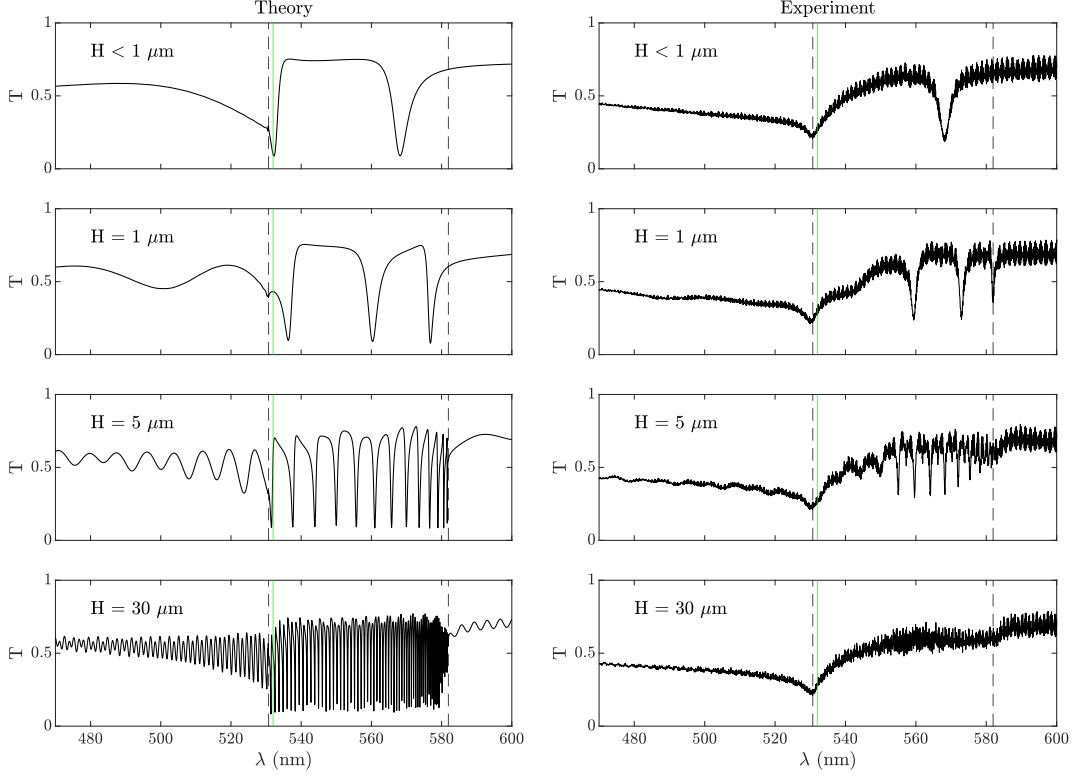 Theory
Experiment
1
H < 1 μm
T
0.5
0
1
H < 1 μm
T
0.5
0
1
H = 1 μm
T
0.5
0
1
H = 1 μm
T
0.5
0
1
H = 5 μm
T
0.5
0
1
H = 5 μm
T
0.5
0
1
H = 30 μm
T
0.5
0
480 500 520 540 560 580 600
λ (nm)
1
H = 30 μm
T
0.5
0
480 500 520 540 560 580 600
λ (nm)